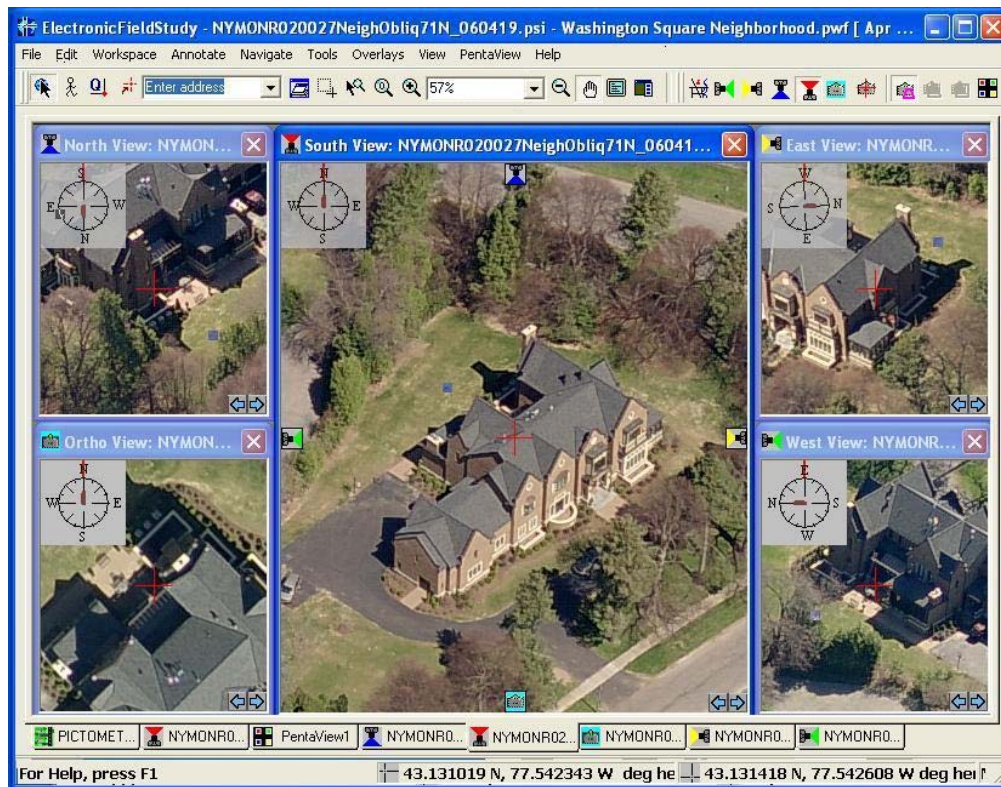 ElectronicFieldStudy - NYMONR020027NeighObliq71N_060419.psi - Washington Square Neighborhood.pwf [ Apr ...
File Edit Workspace Annotate Navigate Tools Overlays View PentaView Help
Enter address 57%
North View: NYMON...
South View: NYMONR020027NeighObliq71N_06041...
East View: NYMONR...
S E W N
N W E S
W S N E
Ortho View: NYMON...
West View: NYMONR...
N W E S
E N S W
PICTOMET... NYMONR0... PentaView1 NYMONR0... NYMONR02... NYMONR0... NYMONR0... NYMONR0...
For Help, press F1 43.131019 N, 77.542343 W deg he 43.131418 N, 77.542608 W deg hei